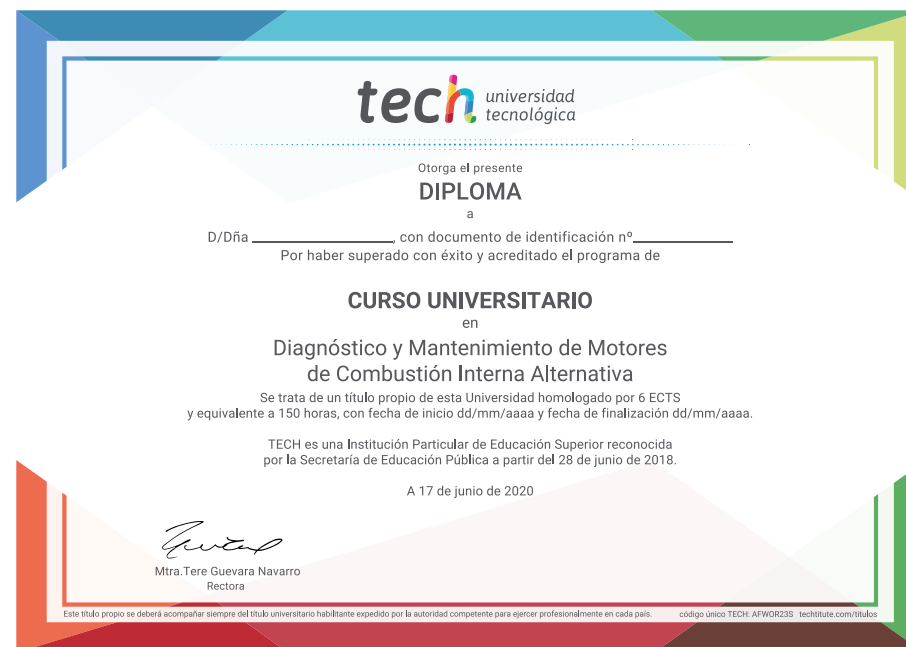 tech universidad
tecnológica
Otorga el presente
DIPLOMA
a
D/Dña ____________________, con documento de identificación nº______________
Por haber superado con éxito y acreditado el programa de
CURSO UNIVERSITARIO
en
Diagnóstico y Mantenimiento de Motores
de Combustión Interna Alternativa
Se trata de un título propio de esta Universidad homologado por 6 ECTS
y equivalente a 150 horas, con fecha de inicio dd/mm/aaaa y fecha de finalización dd/mm/aaaa.
TECH es una Institución Particular de Educación Superior reconocida
por la Secretaría de Educación Pública a partir del 28 de junio de 2018.
A 17 de junio de 2020
Mtra.Tere Guevara Navarro
Rectora
Este título propio se deberá acompañar siempre del título universitario habilitante expedido por la autoridad competente para ejercer profesionalmente en cada país. código único TECH: AFWOR23S techtitute.com/títulos